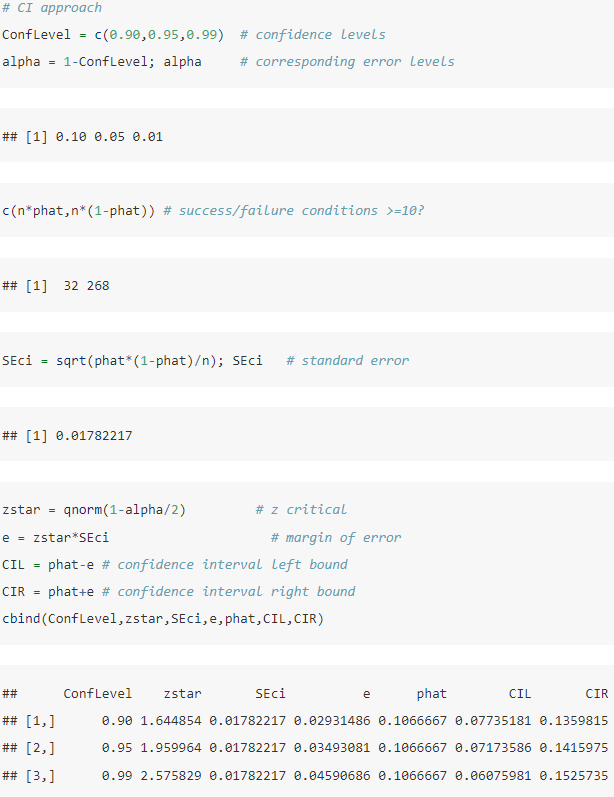 # CI approach
ConfLevel = c(0.90,0.95,0.99)  # confidence levels
alpha = 1-ConfLevel; alpha     # corresponding error levels
## [1] 0.10 0.05 0.01
c(n*phat,n*(1-phat)) # success/failure conditions >=10?
## [1]  32 268
SEci = sqrt(phat*(1-phat)/n); SEci   # standard error
## [1] 0.01782217
zstar = qnorm(1-alpha/2)         # z critical
e = zstar*SEci                     # margin of error
CIL = phat-e # confidence interval left bound
CIR = phat+e # confidence interval right bound
cbind(ConfLevel,zstar,SEci,e,phat,CIL,CIR)
##      ConfLevel    zstar       SEci          e      phat        CIL       CIR
## [1,]      0.90 1.644854 0.01782217 0.02931486 0.1066667 0.07735181 0.1359815
## [2,]      0.95 1.959964 0.01782217 0.03493081 0.1066667 0.07173586 0.1415975
## [3,]      0.99 2.575829 0.01782217 0.04590686 0.1066667 0.06075981 0.1525735